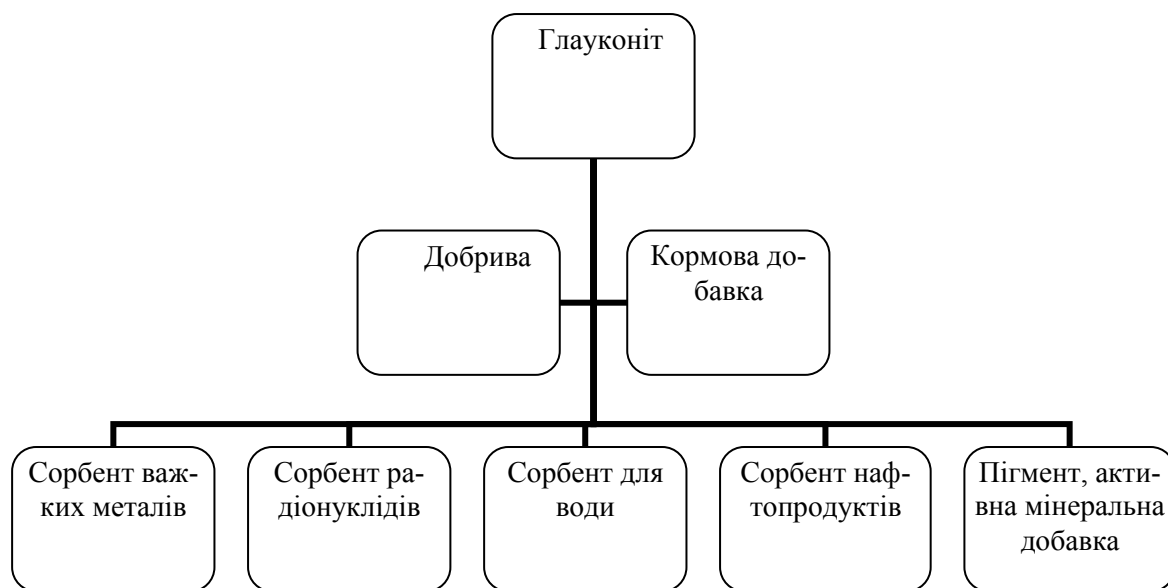 Глауконіт
Добрива
Кормова до-
бавка
Сорбент важ-
ких металів
Сорбент ра-
діонуклідів
Сорбент для
води
Сорбент наф-
топродуктів
Пігмент, акти-
вна мінеральна
добавка